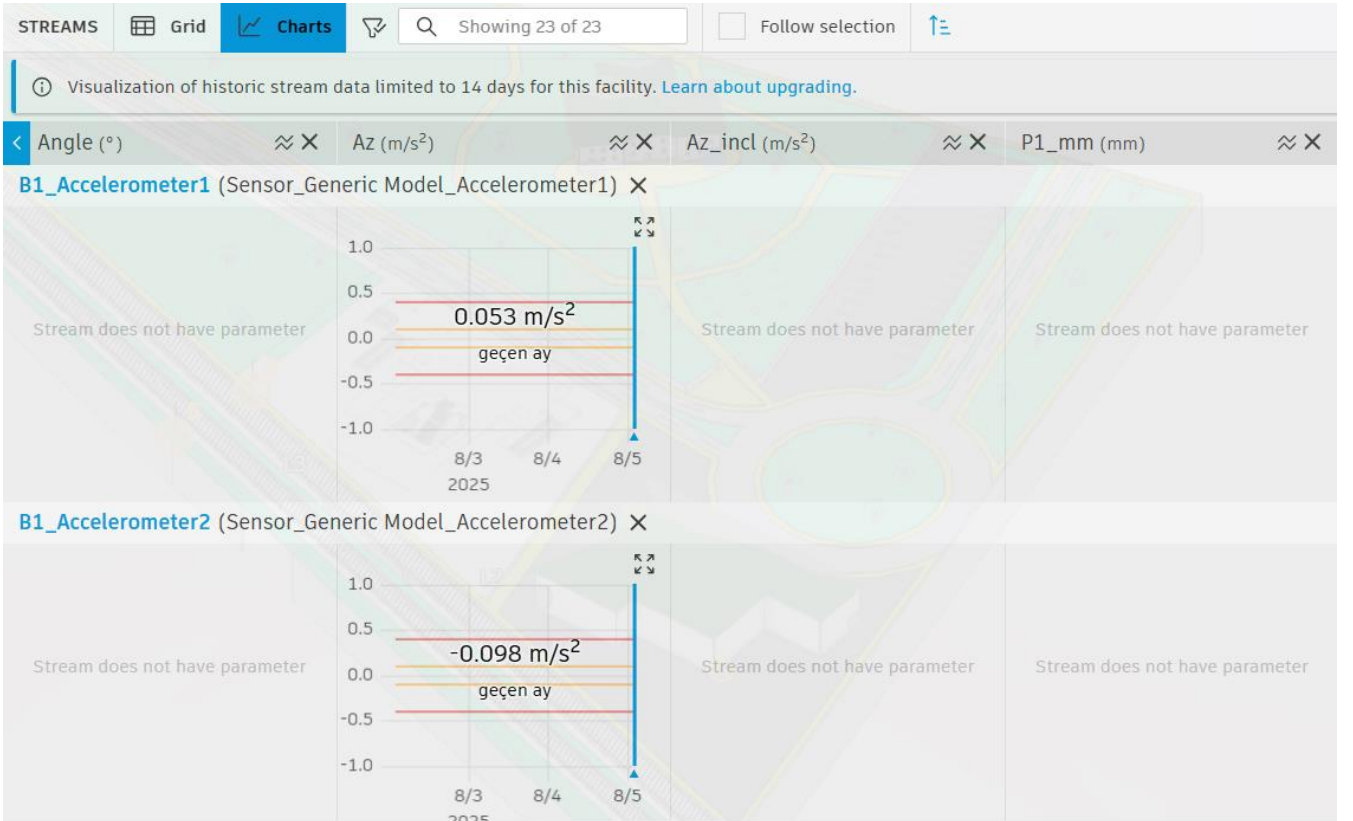 STREAMS Grid Charts Showing 23 of 23 Follow selection
Visualization of historic stream data limited to 14 days for this facility. Learn about upgrading.
Angle (°) Az (m/s²) Az_incl (m/s²) P1_mm (mm)
B1_Accelerometer1 (Sensor_Generic Model_Accelerometer1)
1.0
0.5
0.053 m/s²
Stream does not have parameter 0.0 Stream does not have parameter Stream does not have parameter
geçen ay
-0.5
-1.0
8/3 8/4 8/5
2025
B1_Accelerometer2 (Sensor_Generic Model_Accelerometer2)
1.0
0.5
-0.098 m/s²
Stream does not have parameter 0.0 Stream does not have parameter Stream does not have parameter
geçen ay
-0.5
-1.0
8/3 8/4 8/5
2025